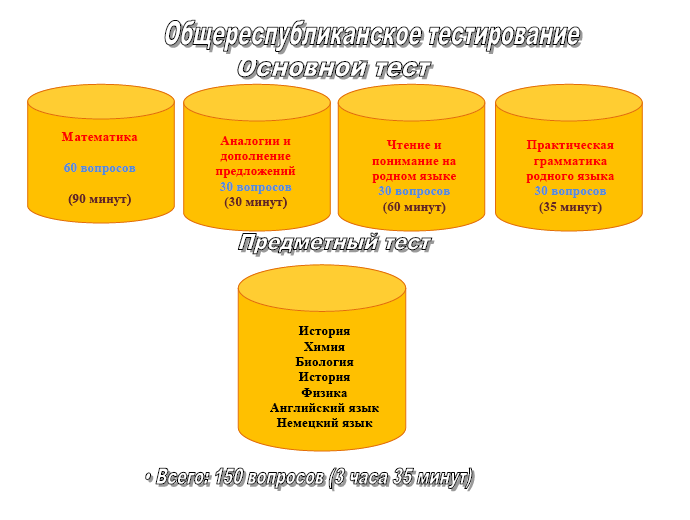 Общереспубликанское тестирование
Основной тест
Математика
60 вопросов
(90 минут)
Аналогии и
дополнение
предложений
30 вопросов
(30 минут)
Чтение и
понимание на
родном языке
30 вопросов
(60 минут)
Практическая
грамматика
родного языка
30 вопросов
(35 минут)
Предметный тест
История
Химия
Биология
История
Физика
Английский язык
Немецкий язык
• Всего: 150 вопросов (3 часа 35 минут)